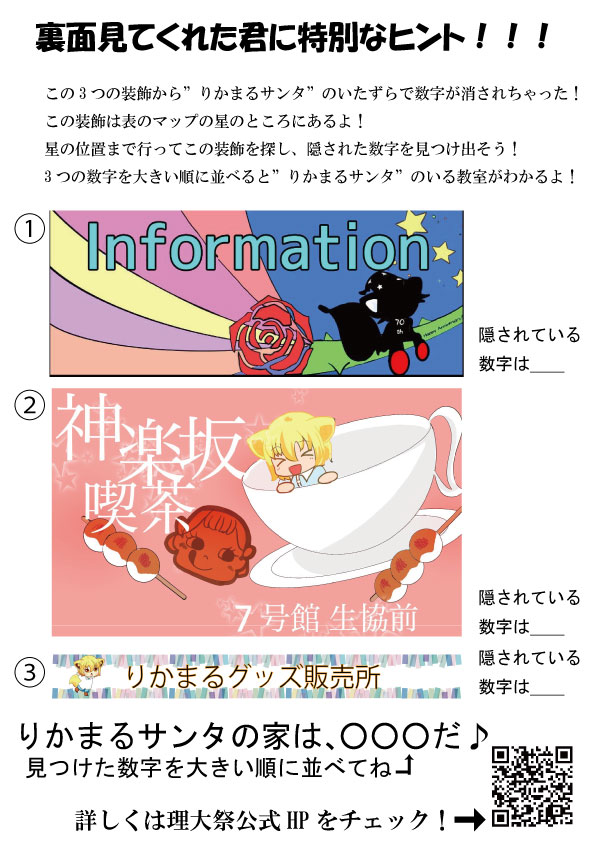 裏面見てくれた君に特別なヒント！！！
この3つの装飾から”りかまるサンタ”のいたずらで数字が消されちゃった！
この装飾は表のマップの星のところにあるよ！
星の位置まで行ってこの装飾を探し、隠された数字を見つけ出そう！
3つの数字を大きい順に並べると”りかまるサンタ”のいる教室がわかるよ！
①
Information
70
th
Happy Anniversary
隠されている
数字は＿＿
②
神楽坂
喫茶
7号館 生協前
隠されている
数字は＿＿
③
りかまるグッズ販売所
隠されている
数字は＿＿
りかまるサンタの家は、〇〇〇だ♪
見つけた数字を大きい順に並べてね
詳しくは理大祭公式HPをチェック！➡